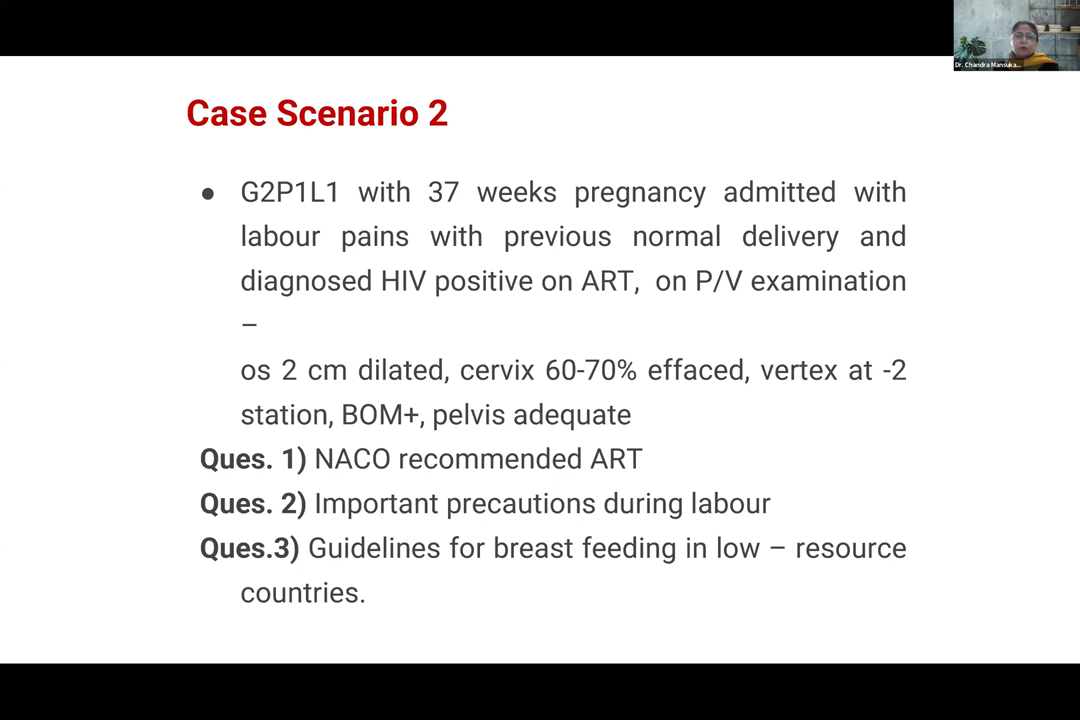 Dr. Chandra Mansuka...
Case Scenario 2
● G2P1L1 with 37 weeks pregnancy admitted with
labour pains with previous normal delivery and
diagnosed HIV positive on ART, on P/V examination
–
os 2 cm dilated, cervix 60-70% effaced, vertex at -2
station, BOM+, pelvis adequate
Ques. 1) NACO recommended ART
Ques. 2) Important precautions during labour
Ques.3) Guidelines for breast feeding in low – resource
countries.